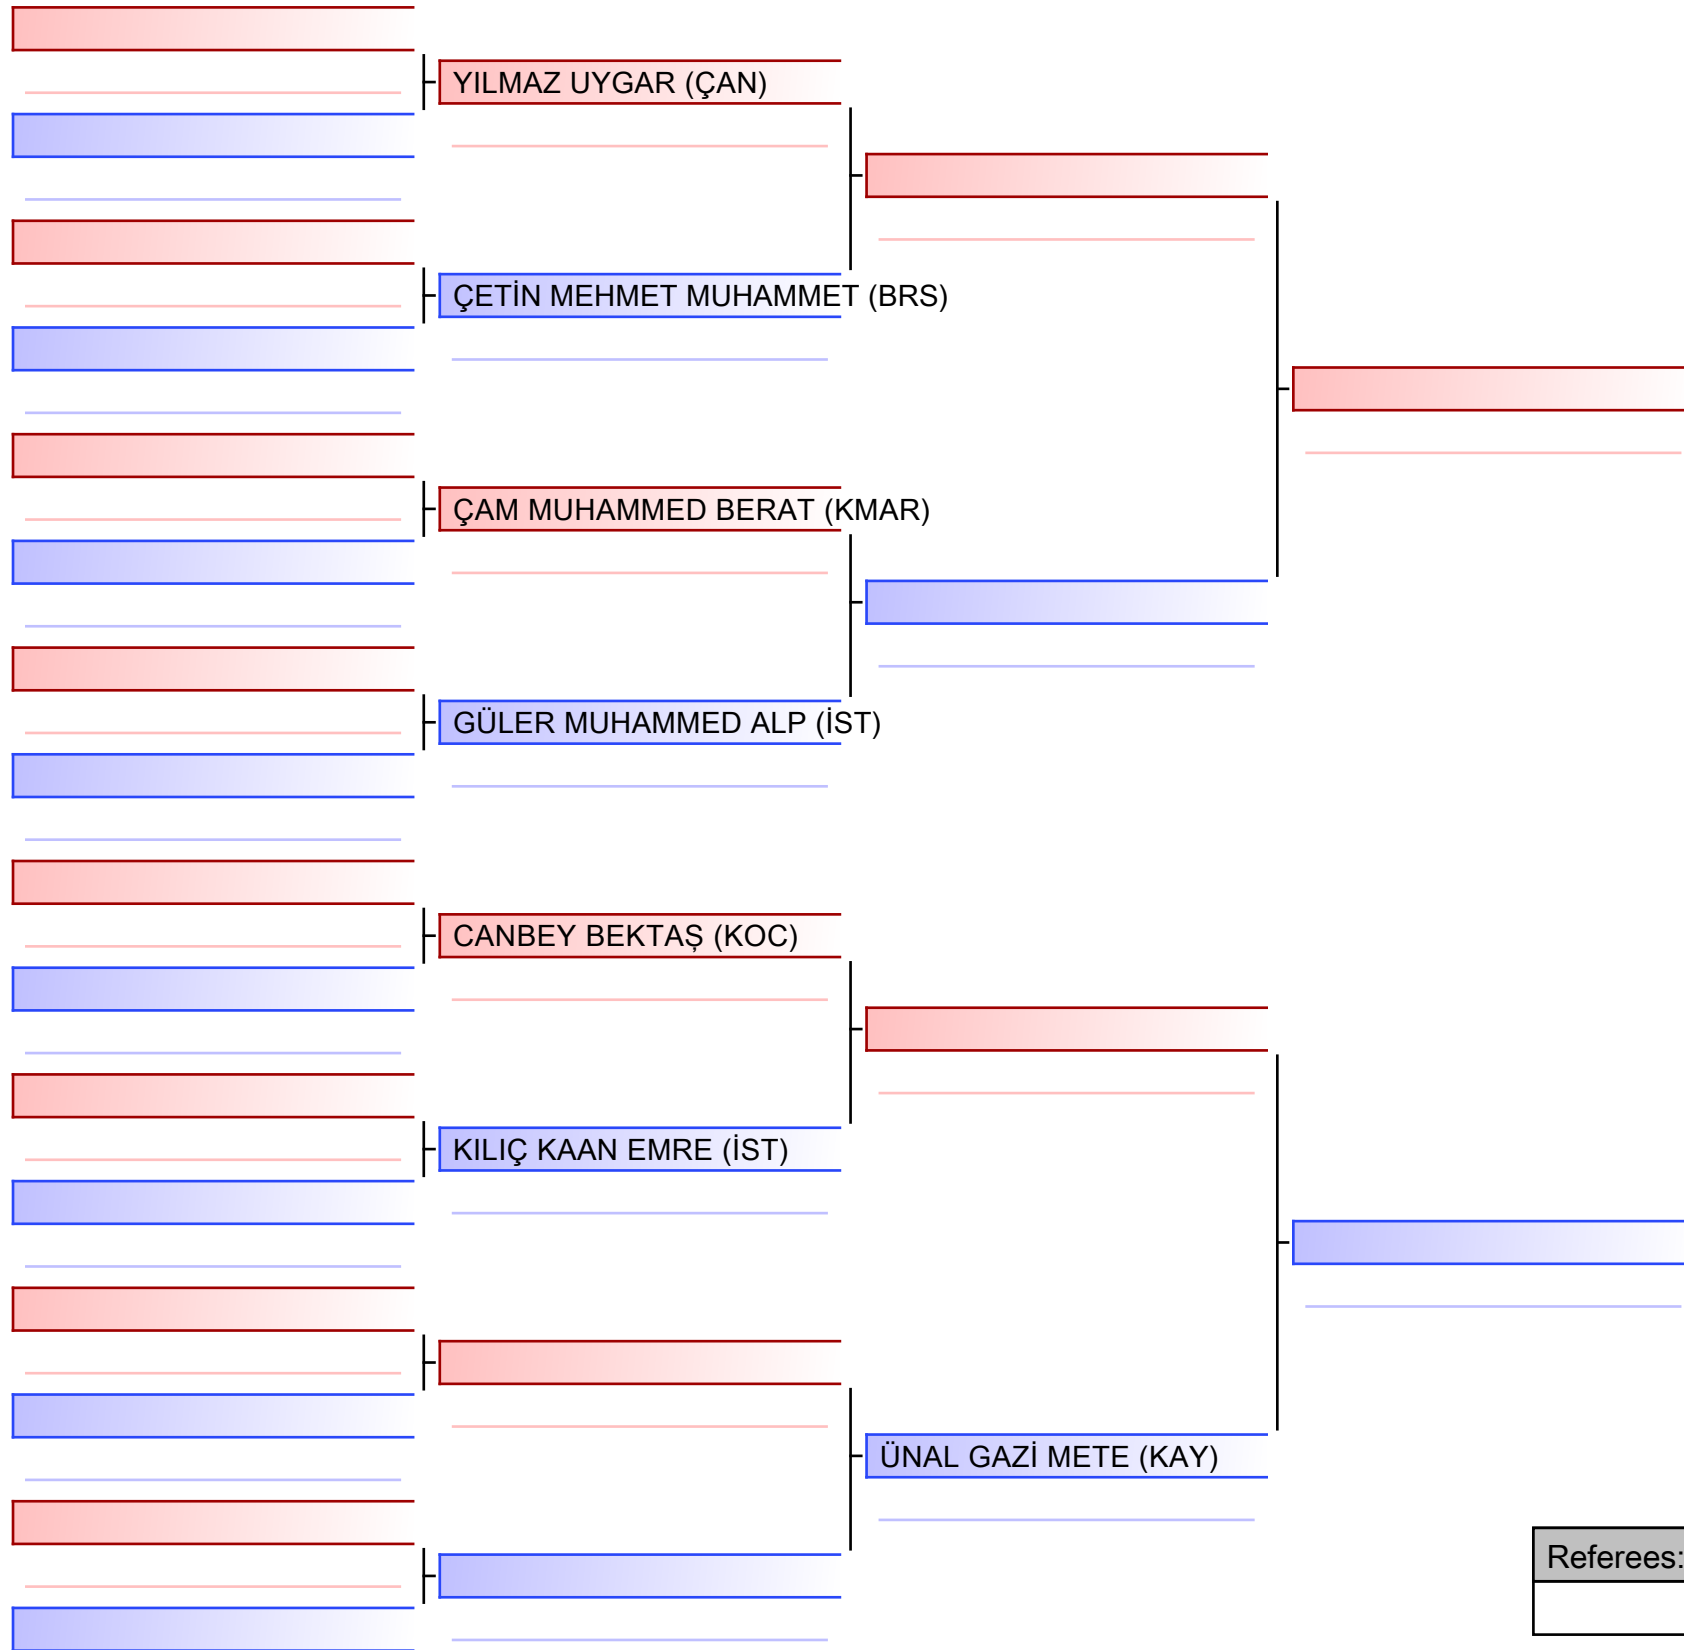 YILMAZ UYGAR (ÇAN)
ÇETİN MEHMET MUHAMMET (BRS)
ÇAM MUHAMMED BERAT (KMAR)
GÜLER MUHAMMED ALP (İST)
CANBEY BEKTAŞ (KOC)
KILIÇ KAAN EMRE (İST)
ÜNAL GAZİ METE (KAY)
Referees: